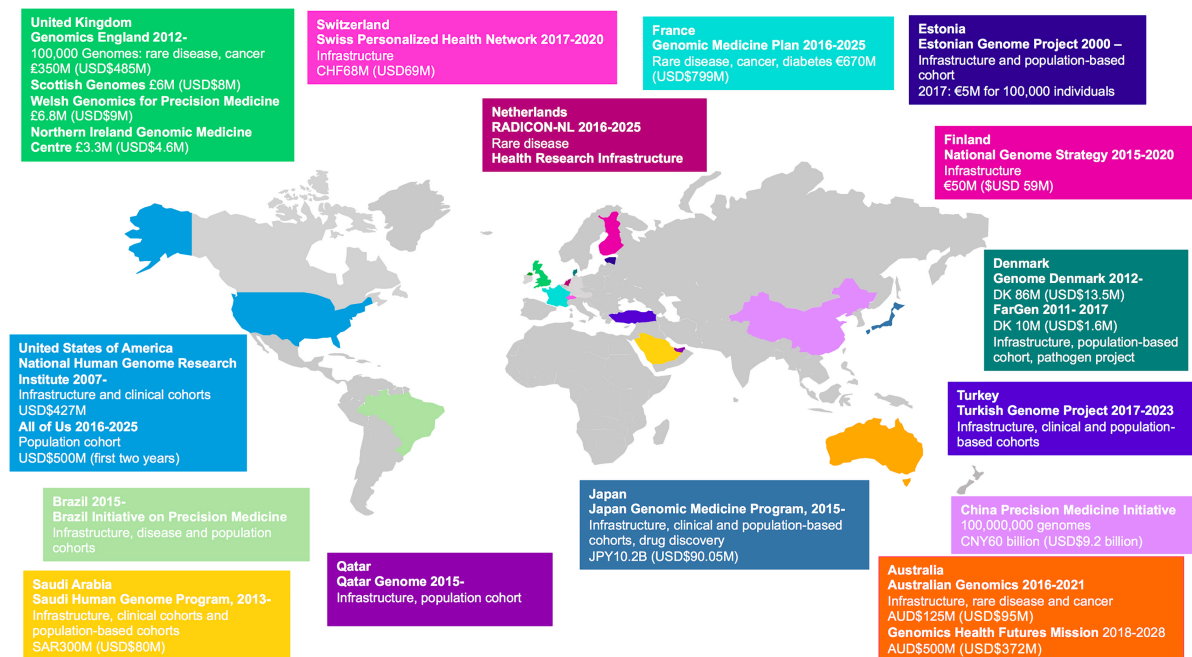 United Kingdom
Genomics England 2012-
100,000 Genomes: rare disease, cancer
£350M (USD$485M)
Scottish Genomes £6M (USD$8M)
Welsh Genomics for Precision Medicine
£6.8M (USD$9M)
Northern Ireland Genomic Medicine
Centre £3.3M (USD$4.6M)
Switzerland
Swiss Personalized Health Network 2017-2020
Infrastructure
CHF68M (USD69M)
France
Genomic Medicine Plan 2016-2025
Rare disease, cancer, diabetes €670M
(USD$799M)
Estonia
Estonian Genome Project 2000 –
Infrastructure and population-based
cohort
2017: €5M for 100,000 individuals
Netherlands
RADICON-NL 2016-2025
Rare disease
Health Research Infrastructure
Finland
National Genome Strategy 2015-2020
Infrastructure
€50M ($USD 59M)
Denmark
Genome Denmark 2012-
DK 86M (USD$13.5M)
FarGen 2011- 2017
DK 10M (USD$1.6M)
Infrastructure, population-based
cohort, pathogen project
United States of America
National Human Genome Research
Institute 2007-
Infrastructure and clinical cohorts
USD$427M
All of Us 2016-2025
Population cohort
USD$500M (first two years)
Turkey
Turkish Genome Project 2017-2023
Infrastructure, clinical and population-
based cohorts
Brazil 2015-
Brazil Initiative on Precision Medicine
Infrastructure, disease and population
cohorts
Japan
Japan Genomic Medicine Program, 2015-
Infrastructure, clinical and population-based
cohorts, drug discovery
JPY10.2B (USD$90.05M)
China Precision Medicine Initiative
100,000,000 genomes
CNY60 billion (USD$9.2 billion)
Saudi Arabia
Saudi Human Genome Program, 2013-
Infrastructure, clinical cohorts and
population-based cohorts
SAR300M (USD$80M)
Qatar
Qatar Genome 2015-
Infrastructure, population cohort
Australia
Australian Genomics 2016-2021
Infrastructure, rare disease and cancer
AUD$125M (USD$95M)
Genomics Health Futures Mission 2018-2028
AUD$500M (USD$372M)